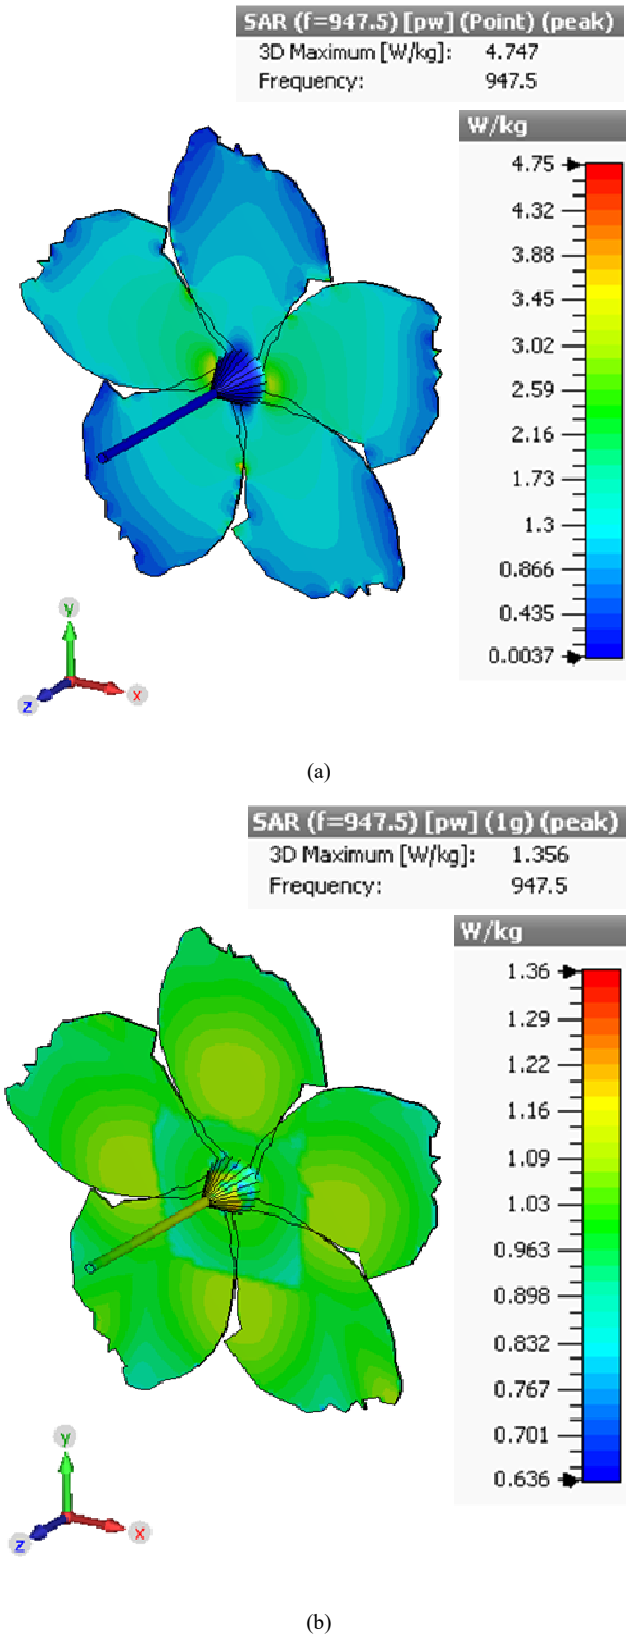 SAR (f=947.5) [pw] (Point) (peak)
3D Maximum [W/kg]: 4.747
Frequency: 947.5
W/kg
4.75
4.32
3.88
3.45
3.02
2.59
2.16
1.73
1.3
0.866
0.435
0.0037
y
x
z
(a)
SAR (f=947.5) [pw] (1g) (peak)
3D Maximum [W/kg]: 1.356
Frequency: 947.5
W/kg
1.36
1.29
1.22
1.16
1.09
1.03
0.963
0.898
0.832
0.767
0.701
0.636
y
x
z
(b)